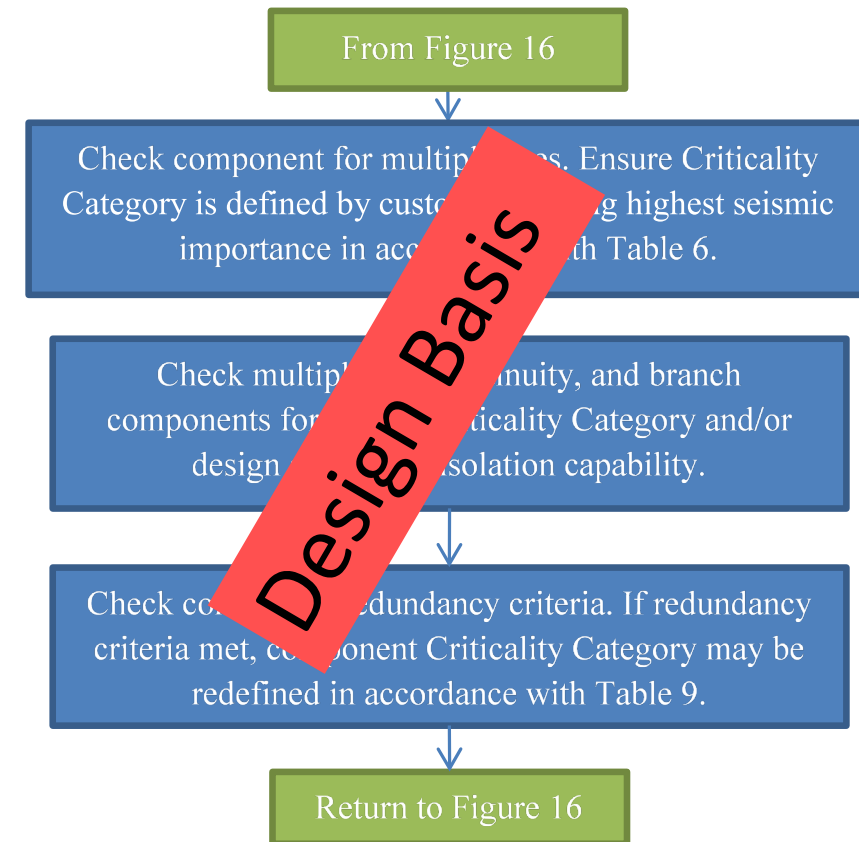 From Figure 16
Check component for multip es. Ensure Criticality
Category is defined by custo g highest seismic
importance in acc th Table 6.
Check multip inuity, and branch
components for ticality Category and/or
design solation capability.
Check co edundancy criteria. If redundancy
criteria met, co ponent Criticality Category may be
redefined in accordance with Table 9.
Return to Figure 16
Design Basis